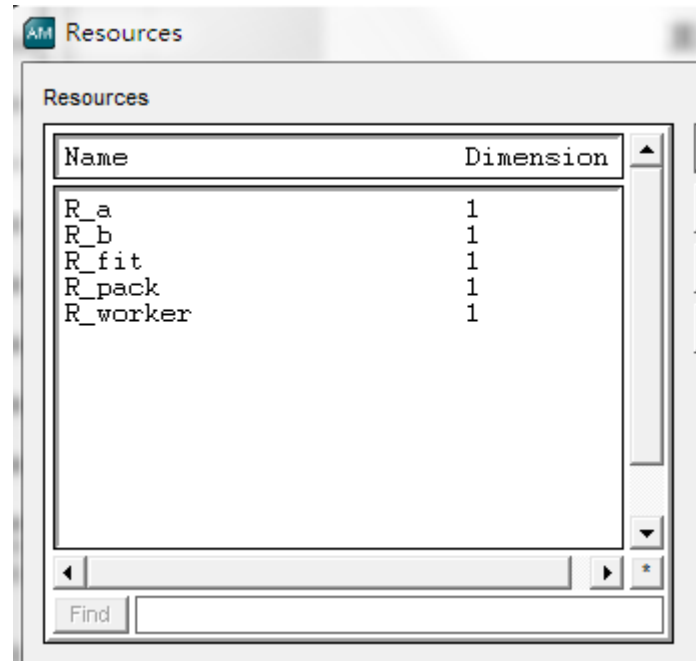 AM Resources
Resources
Name Dimension
R_a 1
R_b 1
R_fit 1
R_pack 1
R_worker 1
*
Find